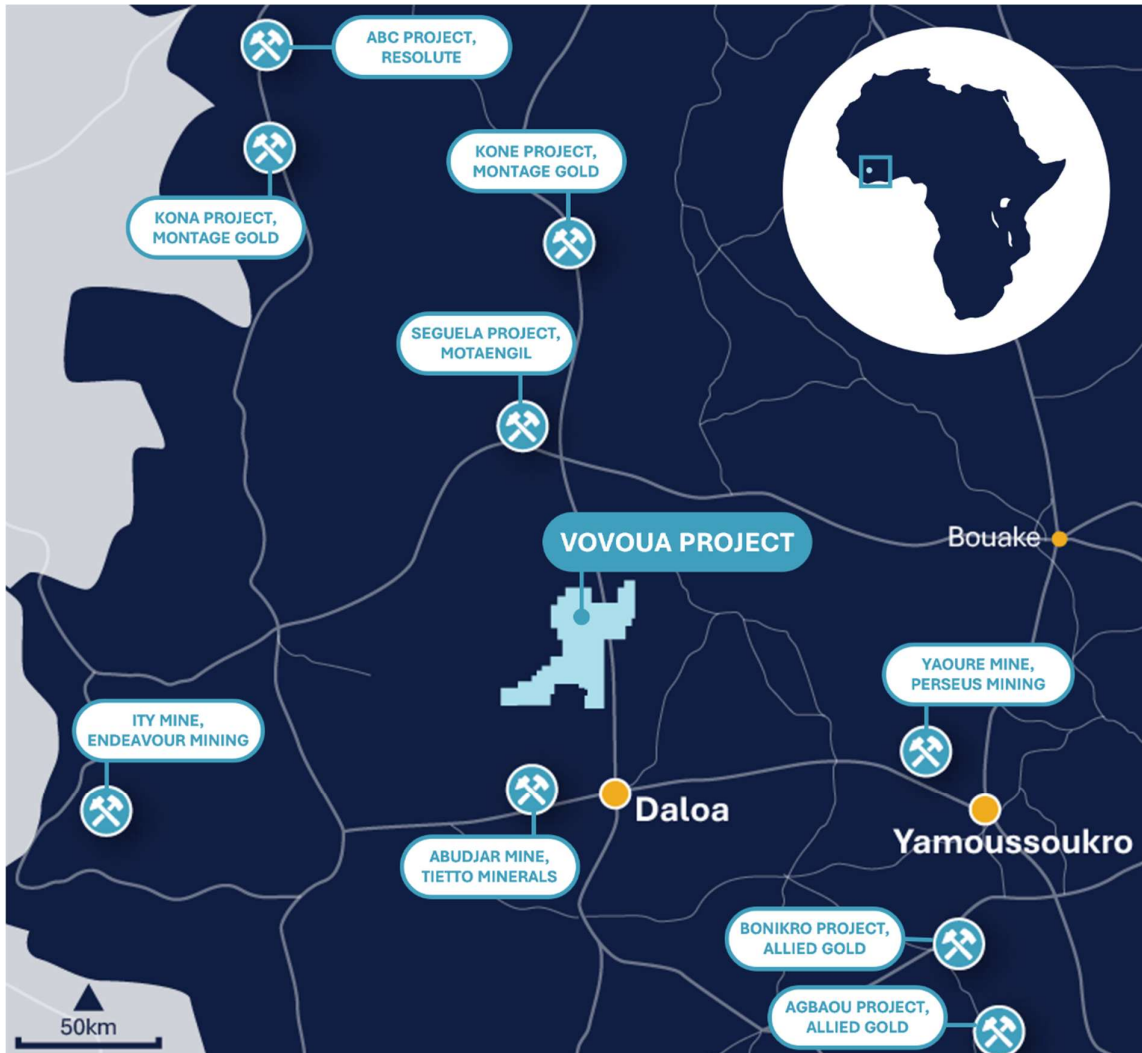 ABC PROJECT,
RESOLUTE
KONE PROJECT,
MONTAGE GOLD
KONA PROJECT,
MONTAGE GOLD
SEGUELA PROJECT,
MOTAENGIL
VOVOUA PROJECT
Bouake
YAOURE MINE,
PERSEUS MINING
ITY MINE,
ENDEAVOUR MINING
Daloa
Yamoussoukro
ABUDJAR MINE,
TIETTO MINERALS
BONIKRO PROJECT,
ALLIED GOLD
AGBAOU PROJECT,
ALLIED GOLD
50km